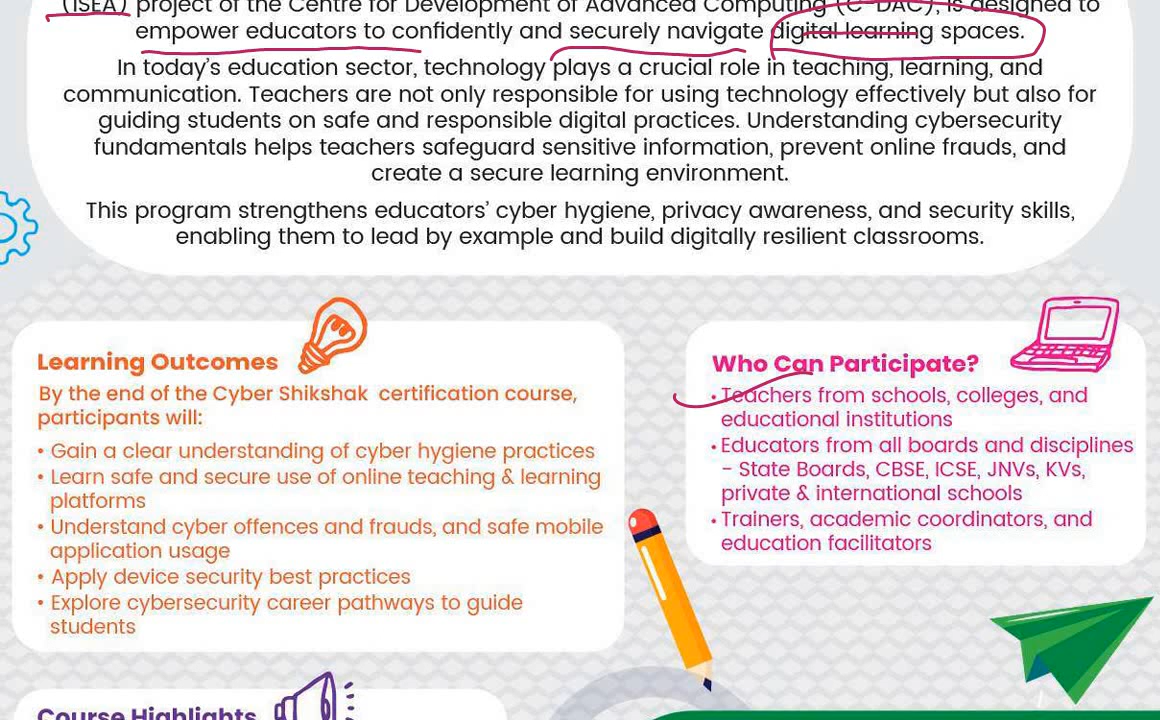 (ISEA) project of the Centre for Development of Advanced Computing (C-DAC), is designed to
empower educators to confidently and securely navigate digital learning spaces.
In today's education sector, technology plays a crucial role in teaching, learning, and
communication. Teachers are not only responsible for using technology effectively but also for
guiding students on safe and responsible digital practices. Understanding cybersecurity
fundamentals helps teachers safeguard sensitive information, prevent online frauds, and
create a secure learning environment.
This program strengthens educators' cyber hygiene, privacy awareness, and security skills,
enabling them to lead by example and build digitally resilient classrooms.
Learning Outcomes
By the end of the Cyber Shikshak certification course,
participants will:
• Gain a clear understanding of cyber hygiene practices
• Learn safe and secure use of online teaching & learning
platforms
• Understand cyber offences and frauds, and safe mobile
application usage
• Apply device security best practices
• Explore cybersecurity career pathways to guide
students
Who Can Participate?
• Teachers from schools, colleges, and
educational institutions
• Educators from all boards and disciplines
– State Boards, CBSE, ICSE, JNVs, KVs,
private & international schools
• Trainers, academic coordinators, and
education facilitators
Course Highlights